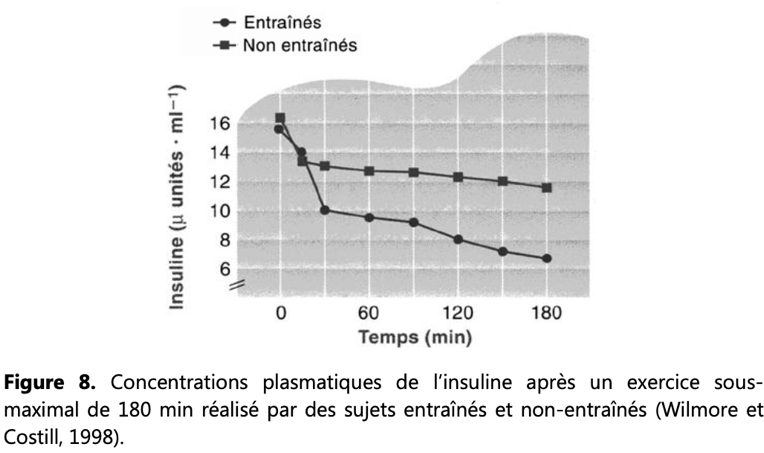 Entraînés
Non entraînés
Insuline (μ unités · ml⁻¹)
16
14
12
10
8
6
0 60 120 180
Temps (min)
Figure 8. Concentrations plasmatiques de l’insuline après un exercice sous-
maximal de 180 min réalisé par des sujets entraînés et non-entraînés (Wilmore et
Costill, 1998).